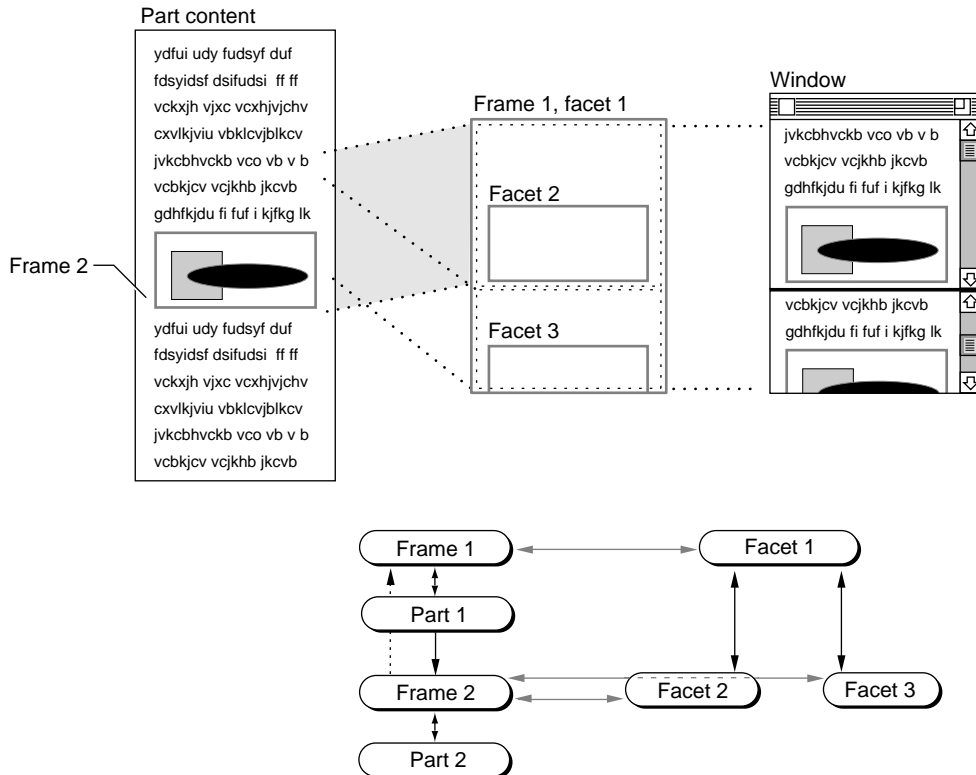 Part content
ydfui udy fudsyf duf
fdsyidsf dsifudsi ff ff
vckxjh vjxc vcxhjvjchv
cxvlkjviu vbklcvjblkcv
jvkcbhvckb vco vb v b
vcbkjcv vcjkhb jkcvb
gdhfkjdu fi fuf i kjfkg lk
Frame 2
ydfui udy fudsyf duf
fdsyidsf dsifudsi ff ff
vckxjh vjxc vcxhjvjchv
cxvlkjviu vbklcvjblkcv
jvkcbhvckb vco vb v b
vcbkjcv vcjkhb jkcvb
Frame 1, facet 1
Facet 2
Facet 3
Window
jvkcbhvckb vco vb v b
vcbkjcv vcjkhb jkcvb
gdhfkjdu fi fuf i kjfkg lk
vcbkjcv vcjkhb jkcvb
gdhfkjdu fi fuf i kjfkg lk
Frame 1
Facet 1
Part 1
Frame 2
Facet 2
Facet 3
Part 2